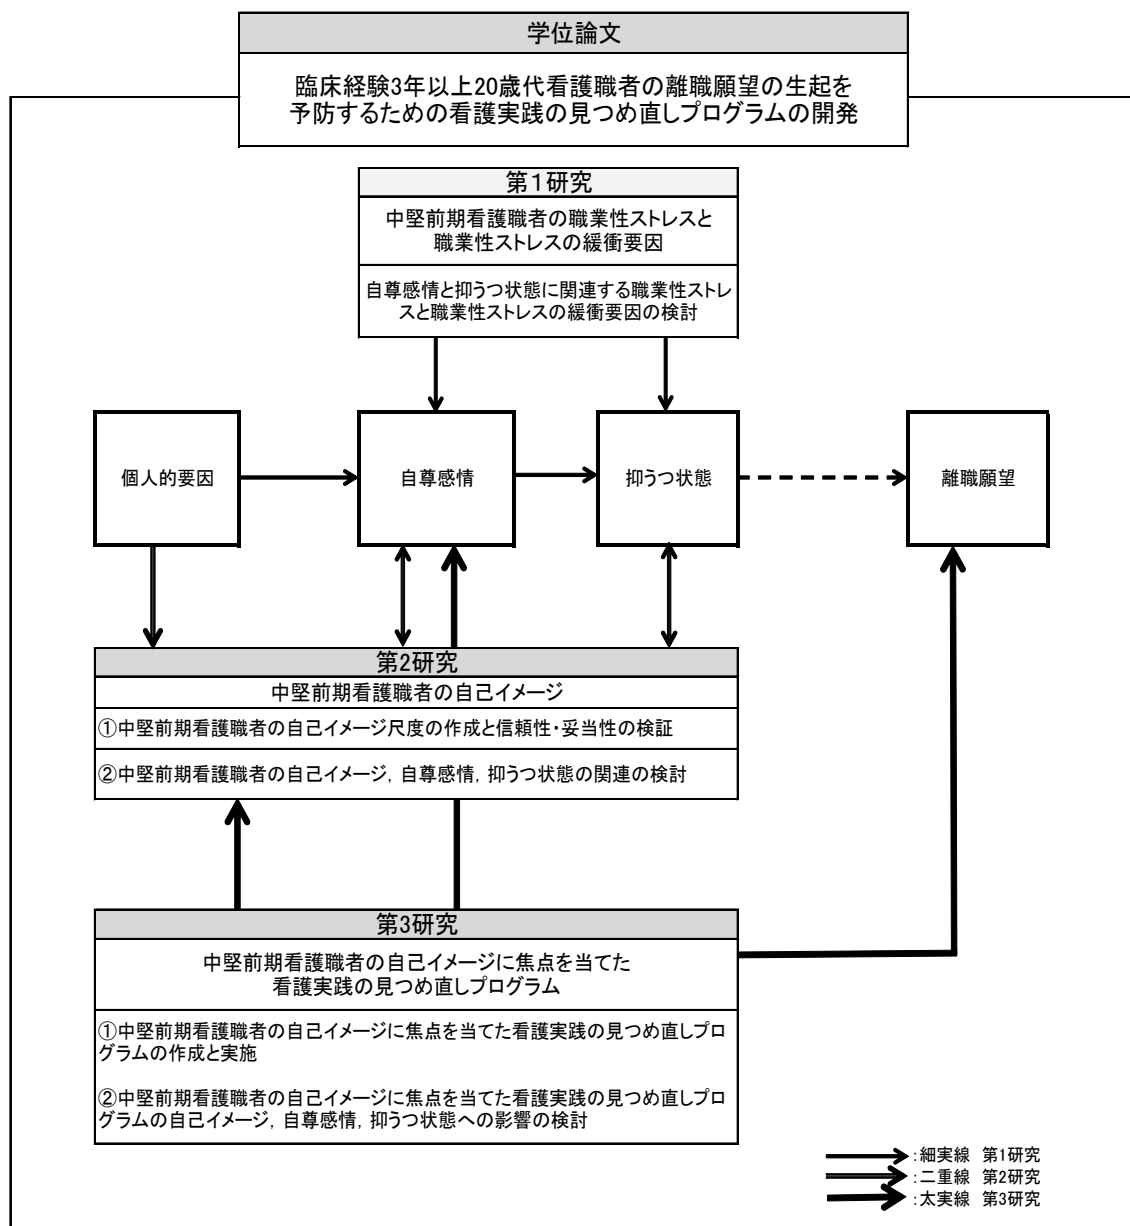 学位論文
臨床経験3年以上20歳代看護職者の離職願望の生起を
予防するための看護実践の見つめ直しプログラムの開発
第1研究
中堅前期看護職者の職業性ストレスと
職業性ストレスの緩衝要因
自尊感情と抑うつ状態に関連する職業性ストレ
スと職業性ストレスの緩衝要因の検討
個人的要因
自尊感情
抑うつ状態
離職願望
第2研究
中堅前期看護職者の自己イメージ
①中堅前期看護職者の自己イメージ尺度の作成と信頼性・妥当性の検証
②中堅前期看護職者の自己イメージ, 自尊感情, 抑うつ状態の関連の検討
第3研究
中堅前期看護職者の自己イメージに焦点を当てた
看護実践の見つめ直しプログラム
①中堅前期看護職者の自己イメージに焦点を当てた看護実践の見つめ直しプロ
グラムの作成と実施
②中堅前期看護職者の自己イメージに焦点を当てた看護実践の見つめ直しプロ
グラムの自己イメージ, 自尊感情, 抑うつ状態への影響の検討
:細実線 第1研究
:二重線 第2研究
:太実線 第3研究